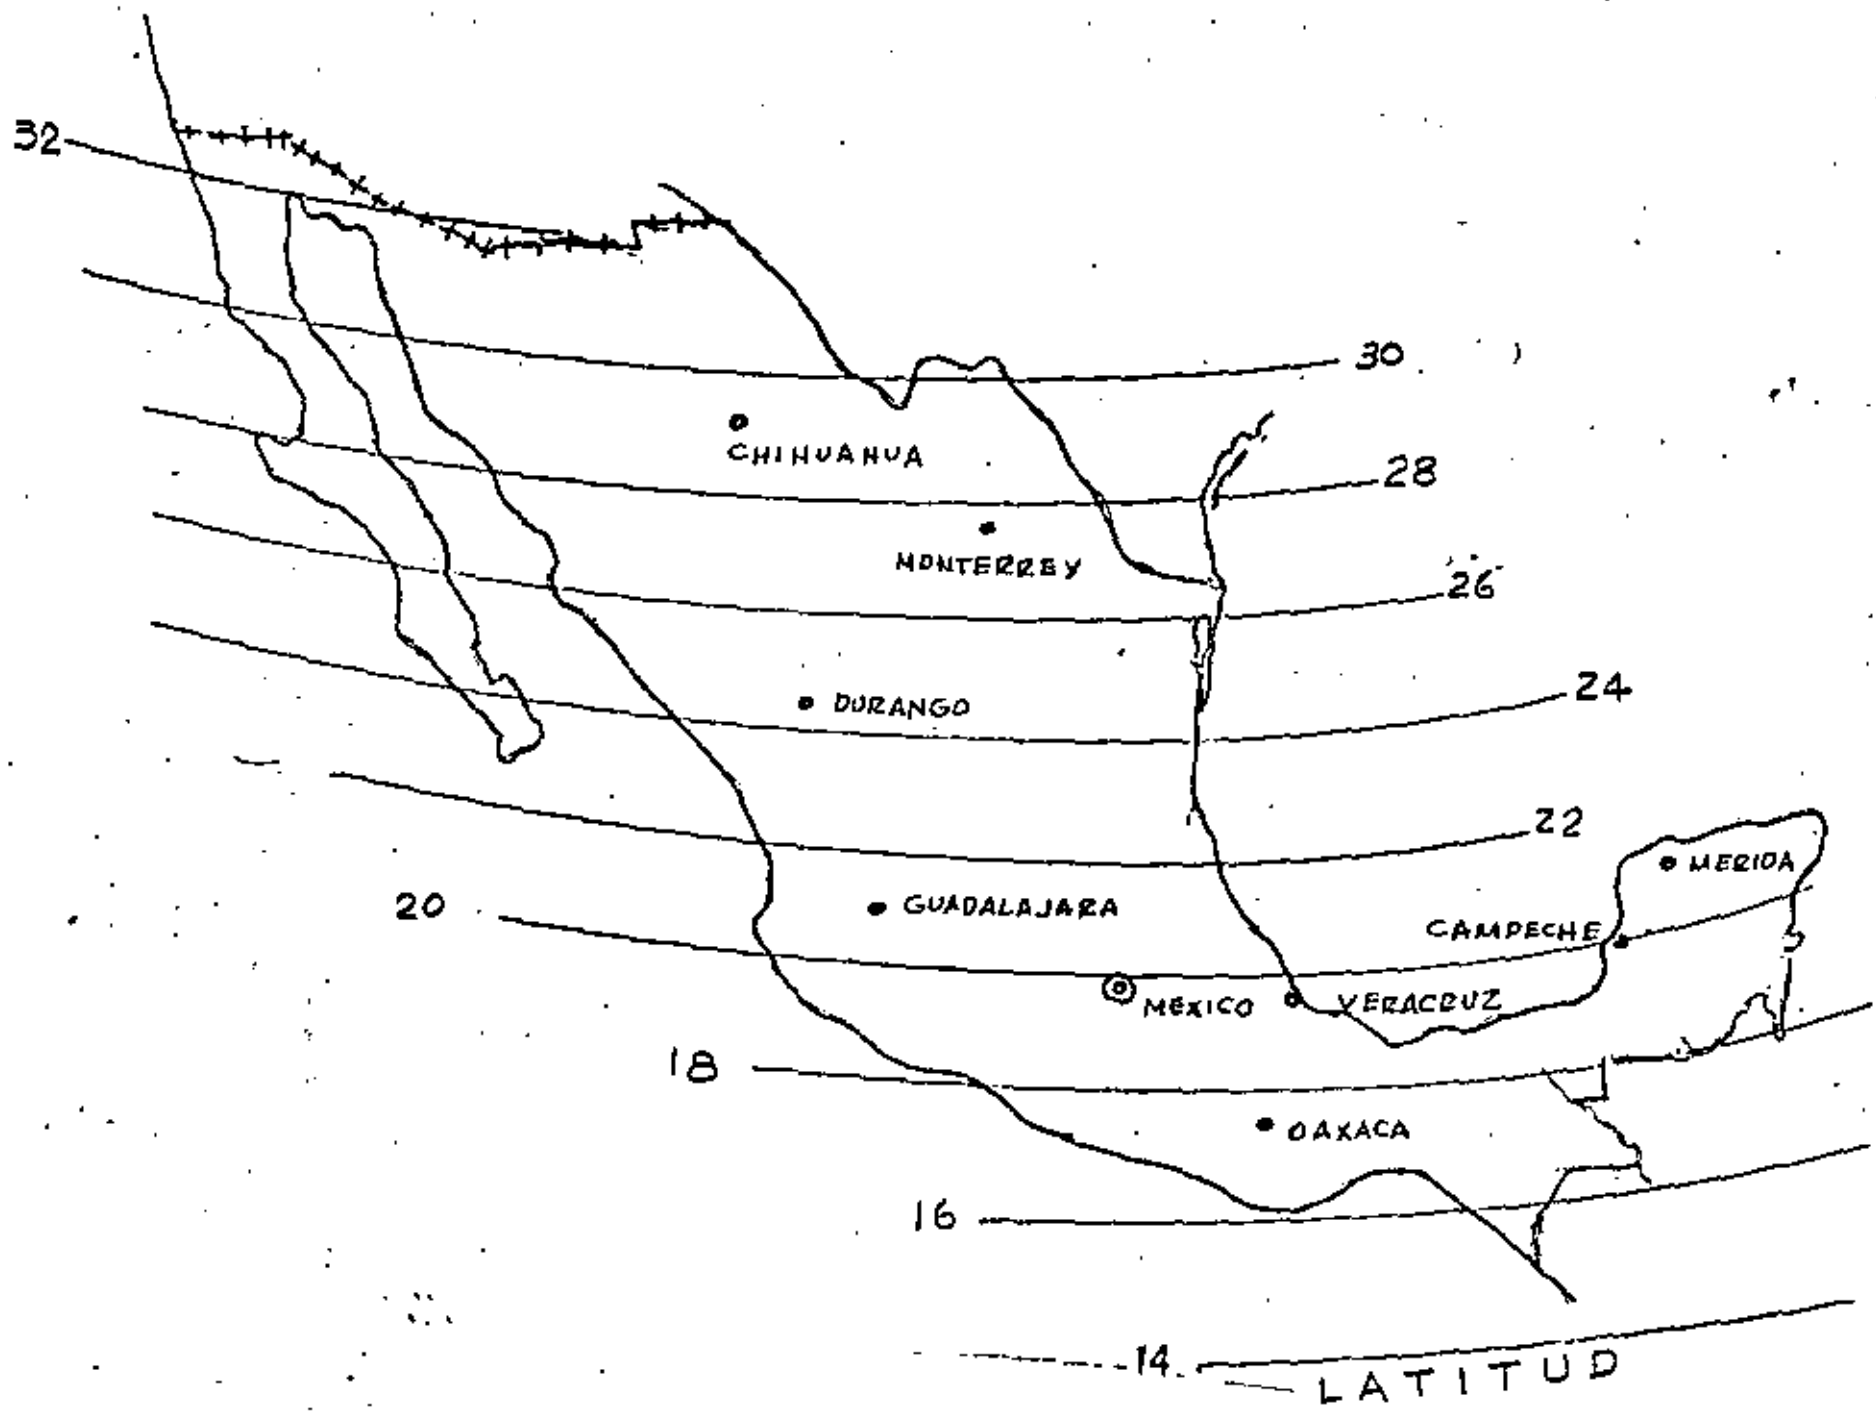 32
30
CHIHUAHUA
28
MONTERREY
26
24
DURANGO
22
MERIDA
20
GUADALAJARA
CAMPECHE
MEXICO
VERACRUZ
18
OAXACA
16
14
LATITUD